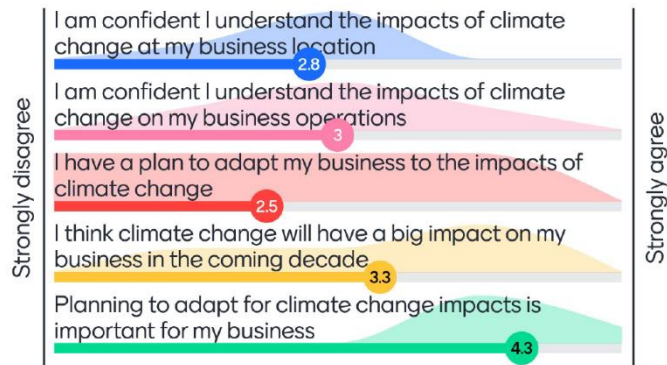 I am confident I understand the impacts of climate
change at my business location
2.8
I am confident I understand the impacts of climate
change on my business operations
3
I have a plan to adapt my business to the impacts of
climate change
2.5
I think climate change will have a big impact on my
business in the coming decade
3.3
Planning to adapt for climate change impacts is
important for my business
4.3
Strongly disagree
Strongly agree